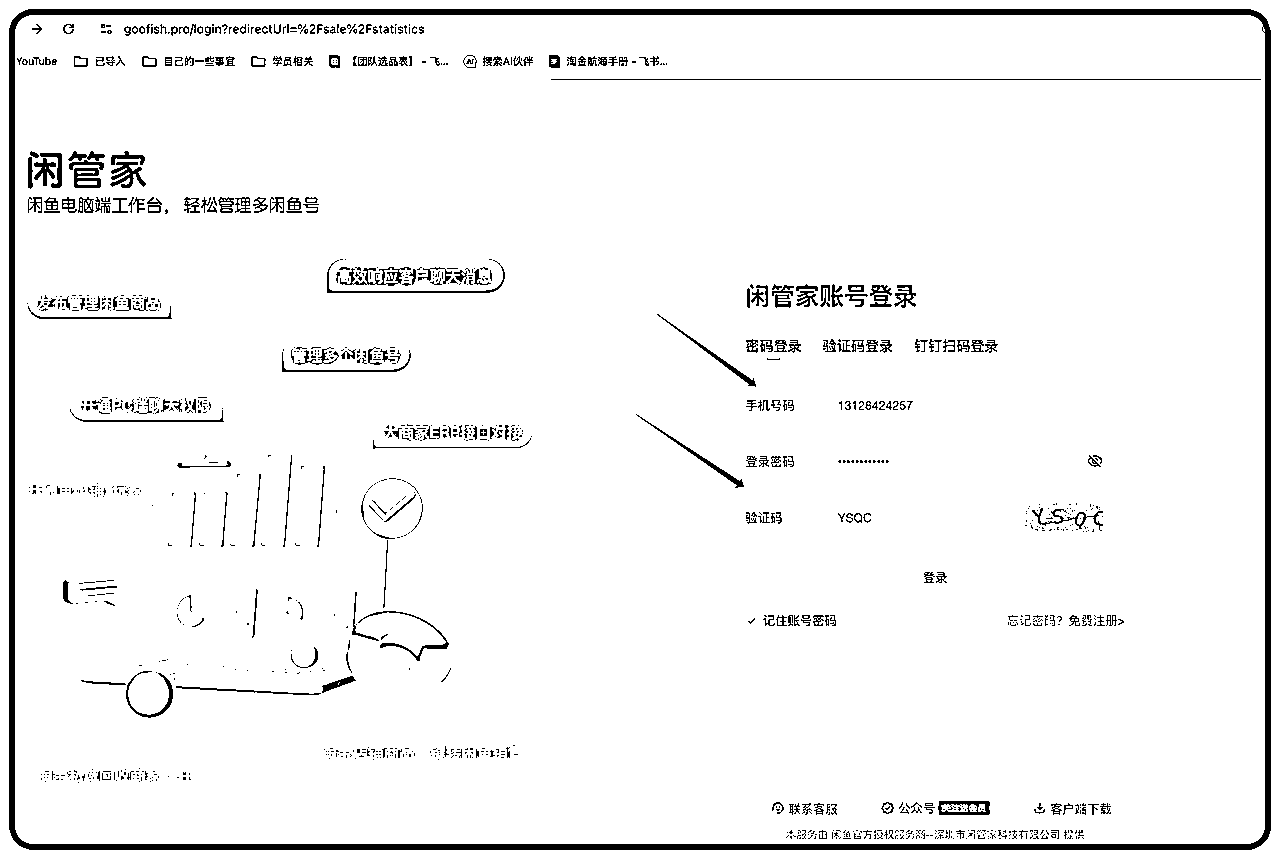 goofish.pro/login?redirectUrl=%2Fsale%2Fstatistics
YouTube 已导入 自己的一些事宜 学员相关 【团队选品表】 - 飞... 搜索AI伙伴 淘金航海手册 - 飞书...
闲管家
闲鱼电脑端工作台，轻松管理多闲鱼号
高效响应客户聊天消息
发布管理闲鱼商品
管理多个闲鱼号
开通PC端聊天权限
大商家ERP接口对接
闲管家账号登录
密码登录 验证码登录 钉钉扫码登录
手机号码 13128424257
登录密码 ••••••••••••
验证码 YSQC YSQC
登录
✓ 记住账号密码 忘记密码？ 免费注册>
联系客服 公众号 关注送会员 客户端下载
本服务由 闲鱼官方授权服务商--深圳市闲管家科技有限公司 提供